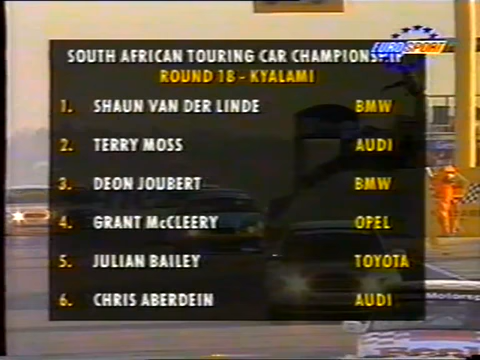 EUROSPORT
SOUTH AFRICAN TOURING CAR CHAMPIONSHIP
ROUND 18 - KYALAMI
1. SHAUN VAN DER LINDE BMW
2. TERRY MOSS AUDI
3. DEON JOUBERT BMW
4. GRANT McCLEERY OPEL
5. JULIAN BAILEY TOYOTA
6. CHRIS ABERDEIN AUDI
Motorsp